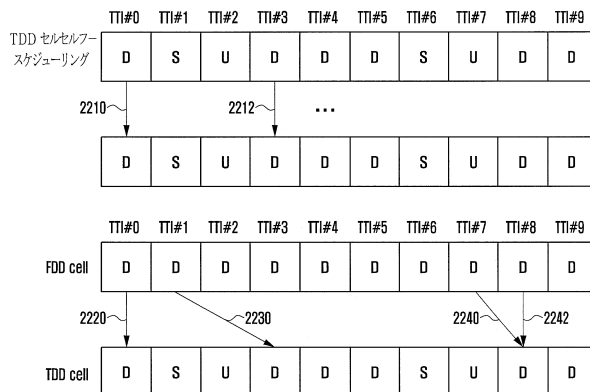 TTI#0 TTI#1 TTI#2 TTI#3 TTI#4 TTI#5 TTI#6 TTI#7 TTI#8 TTI#9
TDD セルセルフー
スケジューリング
D S U D D D S U D D
2210 2212 ...
D S U D D D S U D D
TTI#0 TTI#1 TTI#2 TTI#3 TTI#4 TTI#5 TTI#6 TTI#7 TTI#8 TTI#9
FDD cell D D D D D D D D D D
2220 2230 2240 2242
TDD cell D S U D D D S U D D